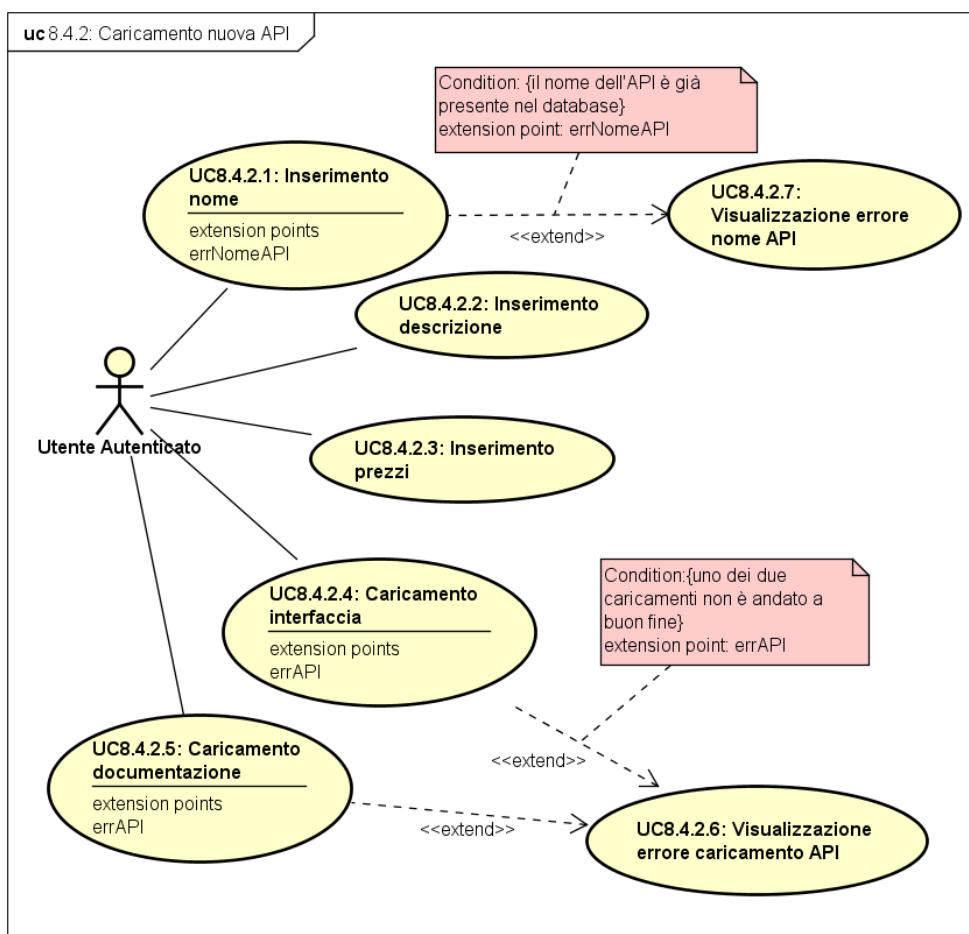 uc 8.4.2: Caricamento nuova API
Condition: {il nome dell'API è già
presente nel database}
extension point: errNomeAPI
UC8.4.2.1: Inserimento
nome
extension points
errNomeAPI
<<extend>>
UC8.4.2.7:
Visualizzazione errore
nome API
UC8.4.2.2: Inserimento
descrizione
Utente Autenticato
UC8.4.2.3: Inserimento
prezzi
UC8.4.2.4: Caricamento
interfaccia
extension points
errAPI
Condition:{uno dei due
caricamenti non è andato a
buon fine}
extension point: errAPI
<<extend>>
UC8.4.2.5: Caricamento
documentazione
extension points
errAPI
<<extend>>
UC8.4.2.6: Visualizzazione
errore caricamento API